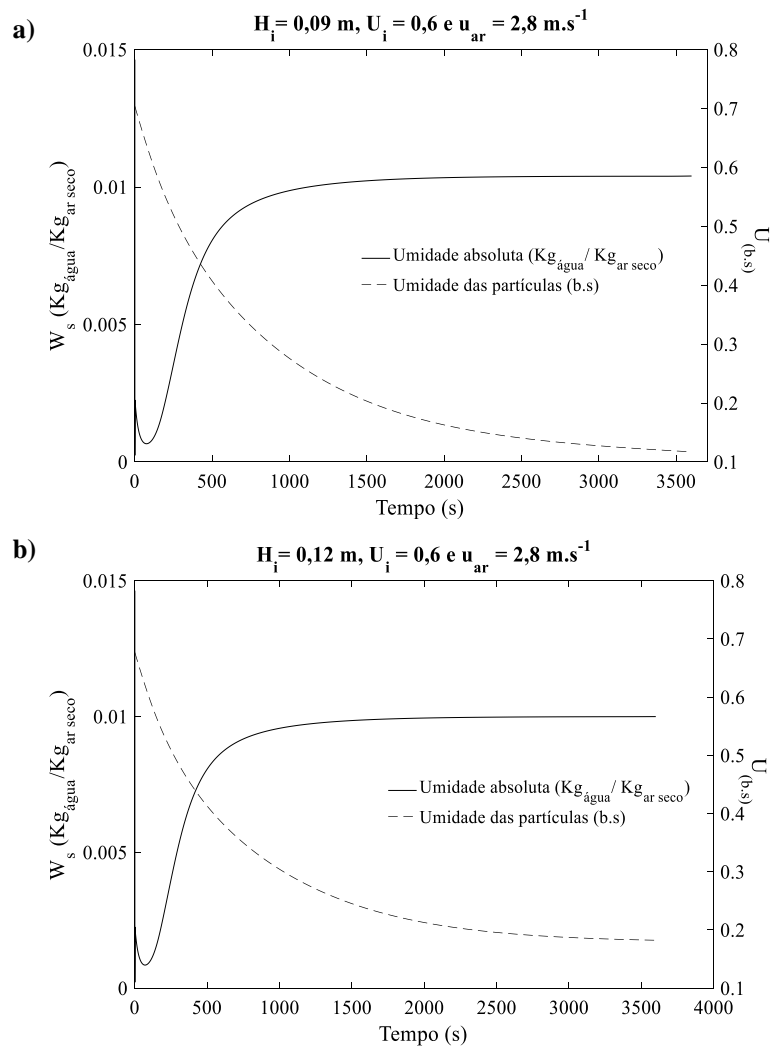 a)
H_i= 0,09 m, U_i = 0,6 e u_ar = 2,8 m.s^-1
0.015
0.01
0.005
0
W_s (Kg_água/Kg_ar seco)
0.8
0.7
0.6
0.5
0.4
0.3
0.2
0.1
U_(b.s)
Umidade absoluta (Kg_água/ Kg_ar seco)
Umidade das partículas (b.s)
0 500 1000 1500 2000 2500 3000 3500
Tempo (s)
b)
H_i= 0,12 m, U_i = 0,6 e u_ar = 2,8 m.s^-1
0.015
0.01
0.005
0
W_s (Kg_água/Kg_ar seco)
0.8
0.7
0.6
0.5
0.4
0.3
0.2
0.1
U_(b.s)
Umidade absoluta (Kg_água/ Kg_ar seco)
Umidade das partículas (b.s)
0 500 1000 1500 2000 2500 3000 3500 4000
Tempo (s)